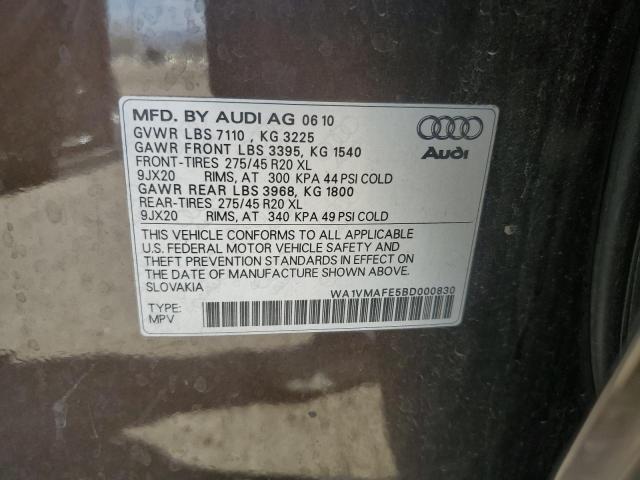 MFD. BY AUDI AG 06 10
GVWR LBS 7110 , KG 3225
GAWR FRONT LBS 3395, KG 1540
FRONT-TIRES 275/45 R20 XL
9JX20 RIMS, AT 300 KPA 44 PSI COLD
GAWR REAR LBS 3968, KG 1800
REAR-TIRES 275/45 R20 XL
9JX20 RIMS, AT 340 KPA 49 PSI COLD
Audi
THIS VEHICLE CONFORMS TO ALL APPLICABLE
U.S. FEDERAL MOTOR VEHICLE SAFETY AND
THEFT PREVENTION STANDARDS IN EFFECT ON
THE DATE OF MANUFACTURE SHOWN ABOVE.
SLOVAKIA WA1VMAFE5BD000830
TYPE:
MPV